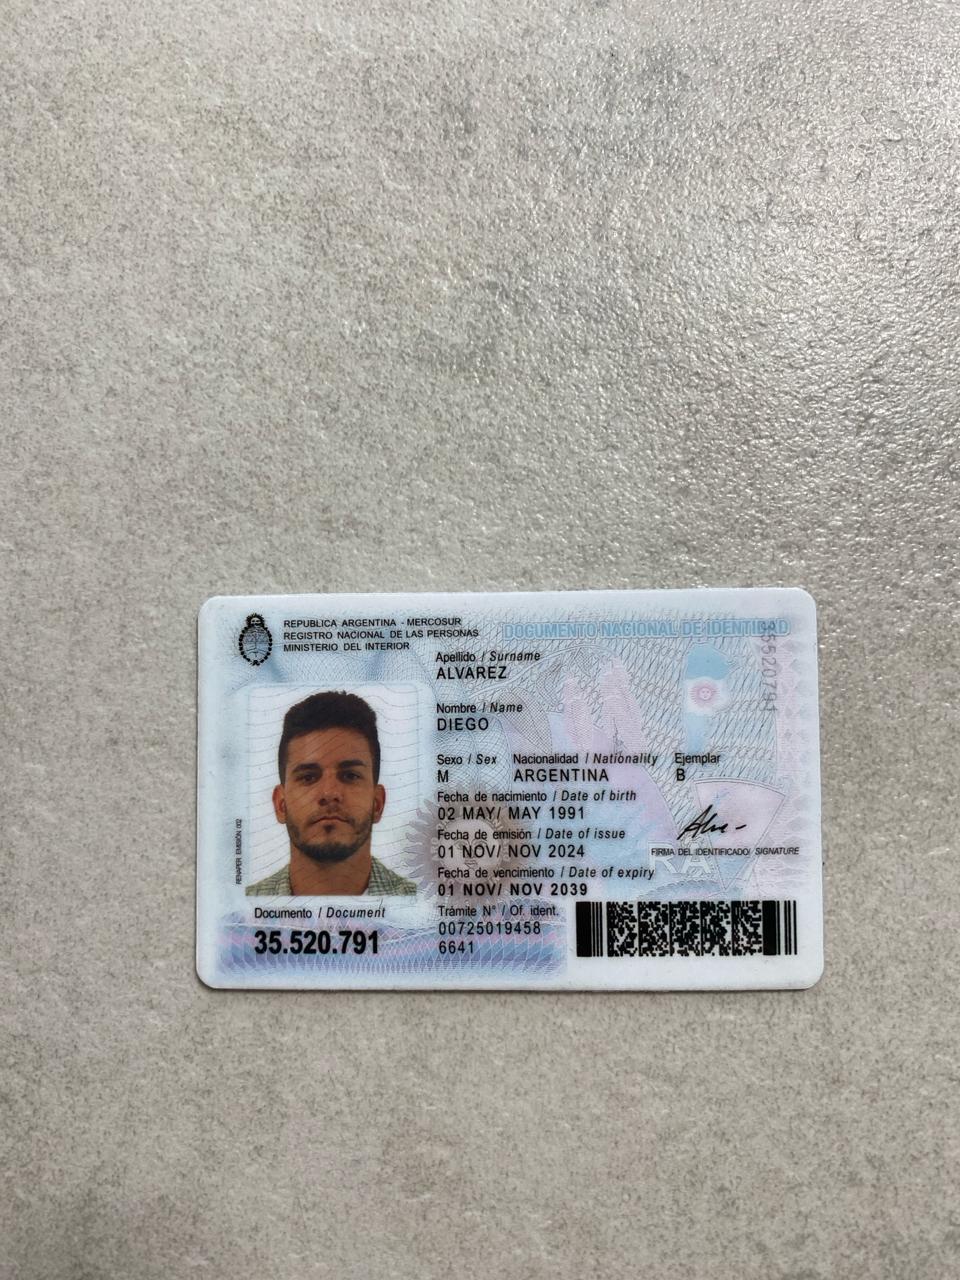 REPUBLICA ARGENTINA - MERCOSUR
REGISTRO NACIONAL DE LAS PERSONAS
MINISTERIO DEL INTERIOR
DOCUMENTO NACIONAL DE IDENTIDAD
Apellido / Surname
ALVAREZ
Nombre / Name
DIEGO
Sexo / Sex Nacionalidad / Nationality Ejemplar
M ARGENTINA B
Fecha de nacimiento / Date of birth
02 MAY/ MAY 1991
Fecha de emisión / Date of issue
01 NOV/ NOV 2024
Fecha de vencimiento / Date of expiry
01 NOV/ NOV 2039
FIRMA DEL IDENTIFICADO/ SIGNATURE
Documento / Document
35.520.791
Trámite N° / Of. ident.
00725019458
6641
35520791
RENAPER EMISIÓN 002